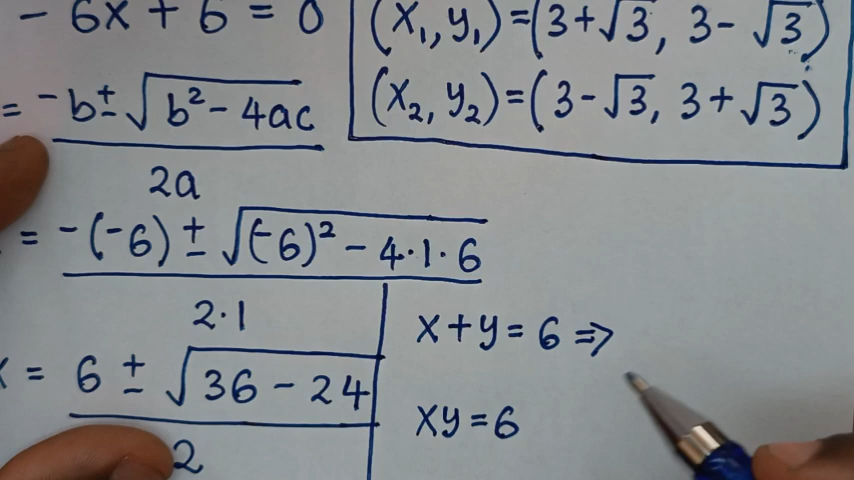 - 6x + 6 = 0
= -b ± √b² - 4ac
2a
= -(-6) ± √(-6)² - 4·1·6
2·1
x = 6 ± √36 - 24
2
(x₁, y₁) = (3+√3, 3-√3)
(x₂, y₂) = (3-√3, 3+√3)
x+y = 6 ⇒
xy = 6